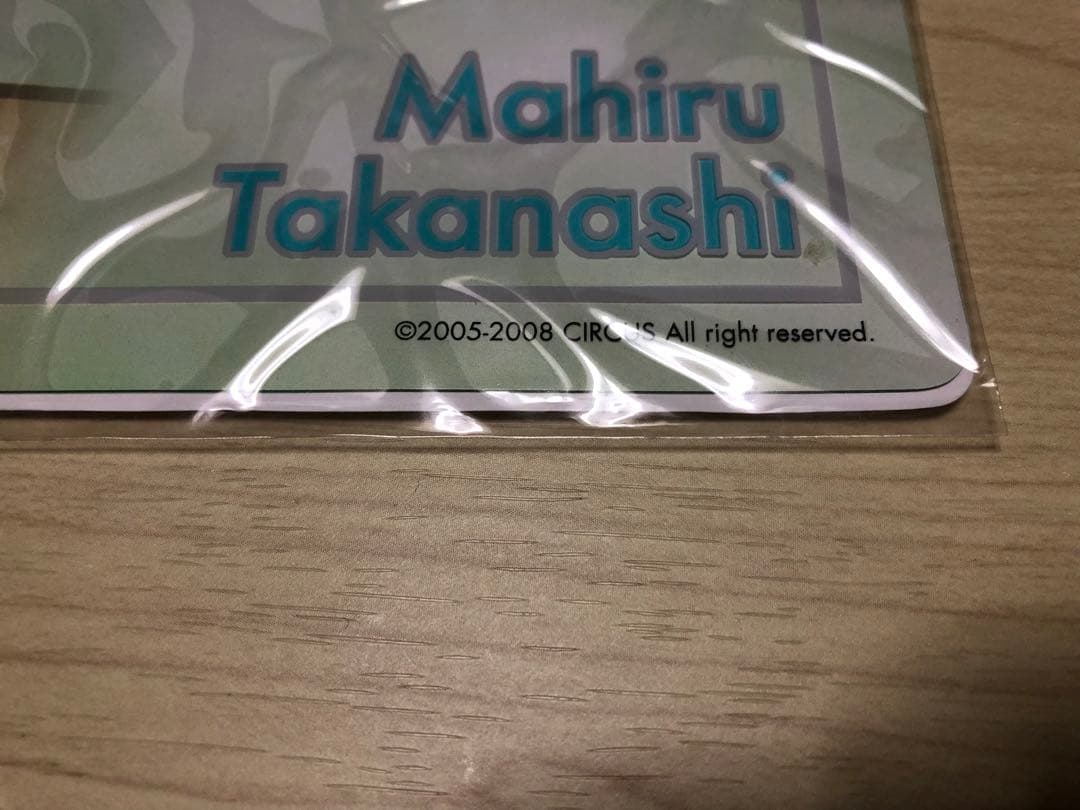 Mahiru
Takanashi
©2005-2008 CIRCUS All right reserved.